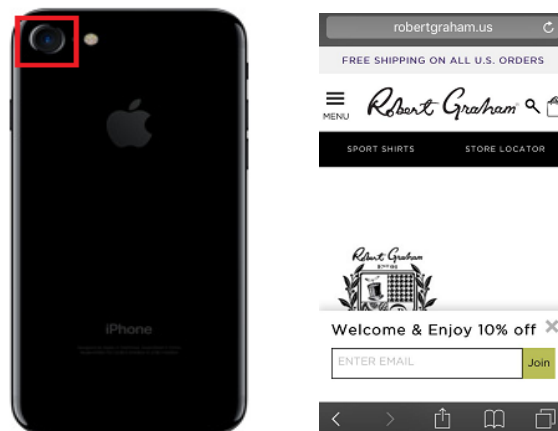 iPhone
robertgraham.us
FREE SHIPPING ON ALL U.S. ORDERS
MENU
Robert Graham
SPORT SHIRTS STORE LOCATOR
Robert Graham
Welcome & Enjoy 10% off
ENTER EMAIL
Join